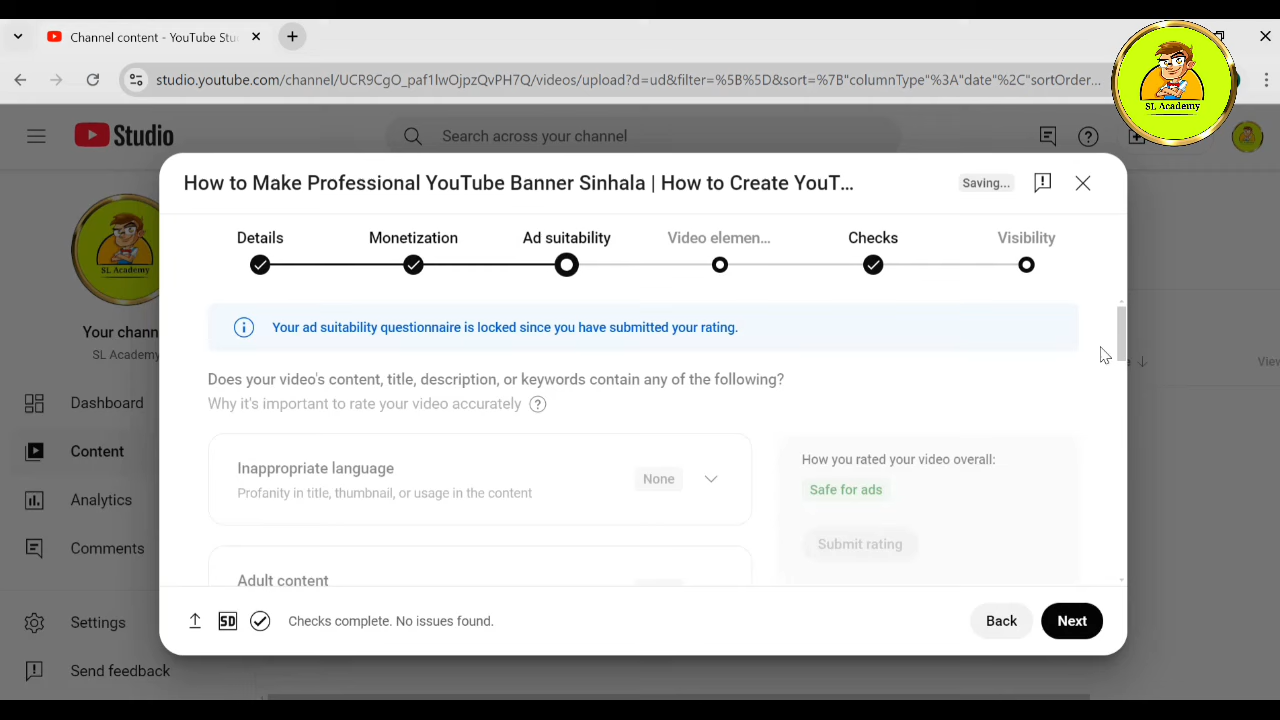 Channel content - YouTube Stu
studio.youtube.com/channel/UCR9CgO_paf1lwOJpzQvPH7Q/videos/upload?d=ud&filter=%5B%5D&sort=%7B"columnType"%3A"date"%2C"sortOrder...
SL Academy
Studio
Search across your channel
How to Make Professional YouTube Banner Sinhala | How to Create YouT...
Saving...
Details
Monetization
Ad suitability
Video elemen...
Checks
Visibility
SL Academy
Your ad suitability questionnaire is locked since you have submitted your rating.
Your chann
SL Academy
View
Does your video's content, title, description, or keywords contain any of the following?
Why it's important to rate your video accurately
Dashboard
Content
Analytics
Comments
Settings
Send feedback
Inappropriate language
Profanity in title, thumbnail, or usage in the content
None
How you rated your video overall:
Safe for ads
Submit rating
Adult content
SD
Checks complete. No issues found.
Back
Next